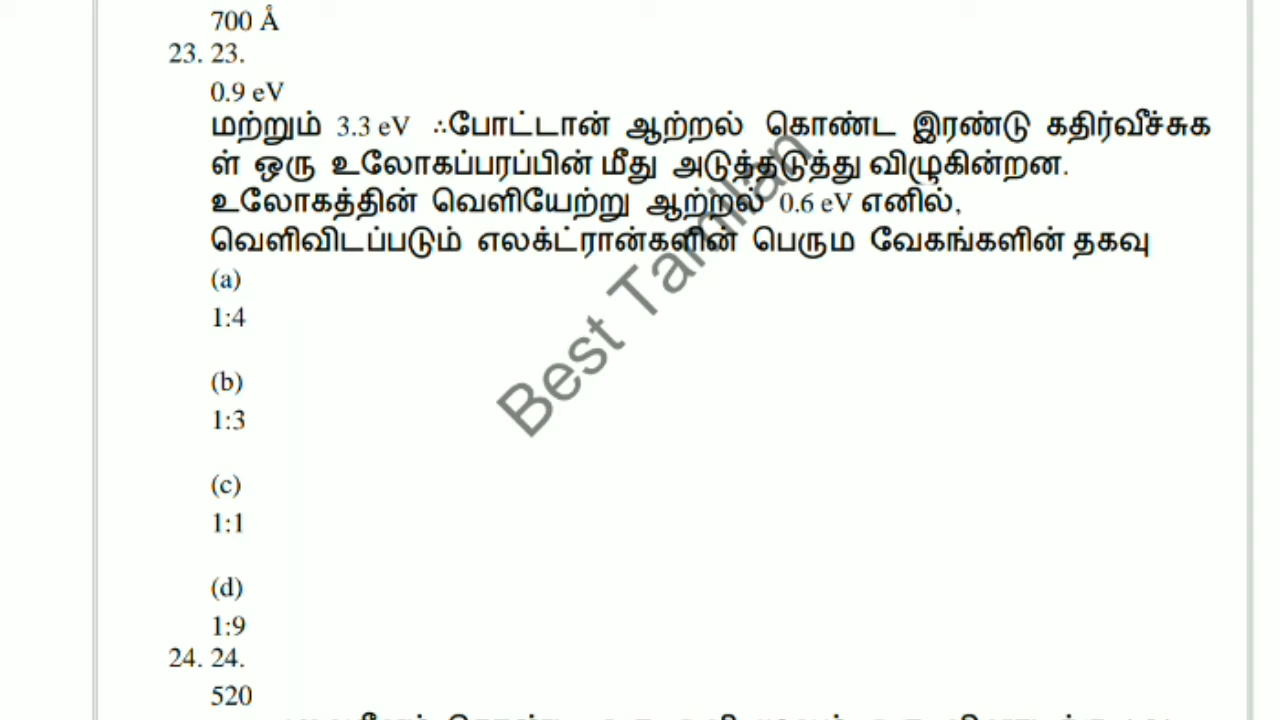 700 Å
23. 23.
0.9 eV
மற்றும் 3.3 eV ஃபோட்டான் ஆற்றல் கொண்ட இரண்டு கதிர்வீச்சுக
ள் ஒரு உலோகப்பரப்பின் மீது அடுத்தடுத்து விழுகின்றன.
உலோகத்தின் வெளியேற்று ஆற்றல் 0.6 eV எனில்,
வெளிவிடப்படும் எலக்ட்ரான்களின் பெரும வேகங்களின் தகவு
(a)
1:4
(b)
1:3
(c)
1:1
(d)
1:9
24. 24.
520
Best Tamilan